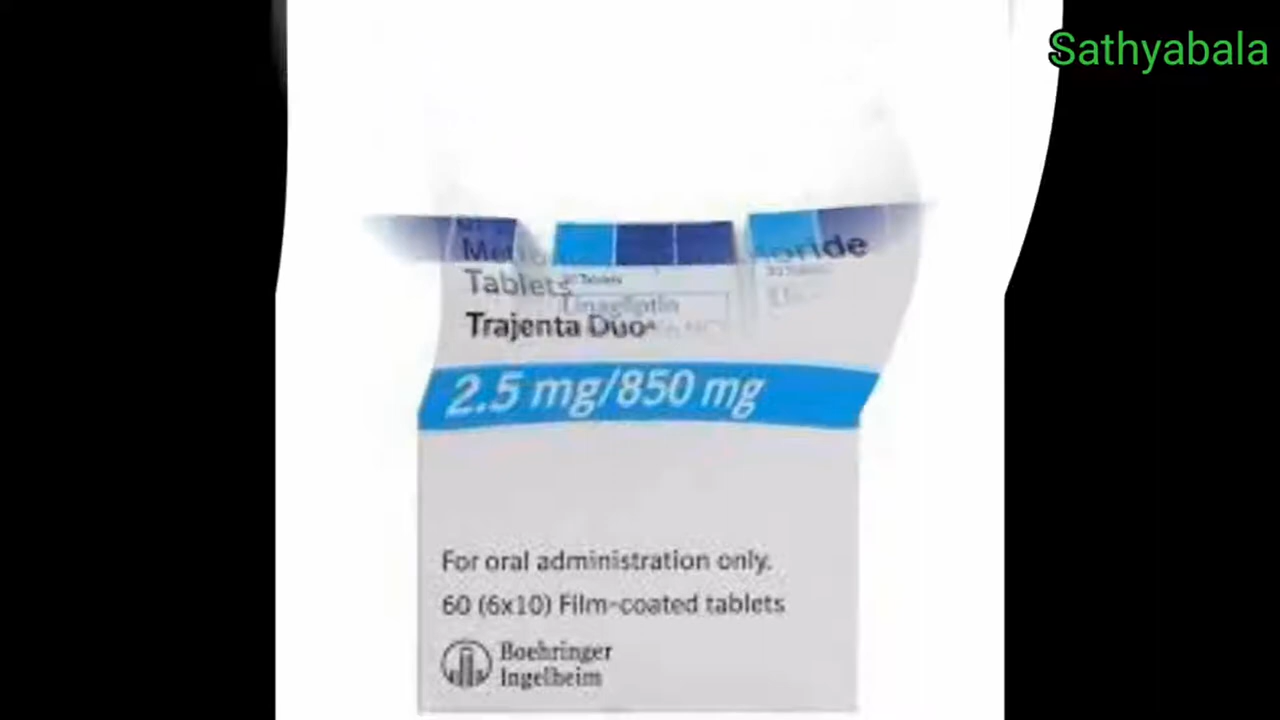 Sathyabala
Tablets
Linagliptin
Trajenta Duo®
2.5 mg/850 mg
For oral administration only.
60 (6x10) Film-coated tablets
Boehringer
Ingelheim